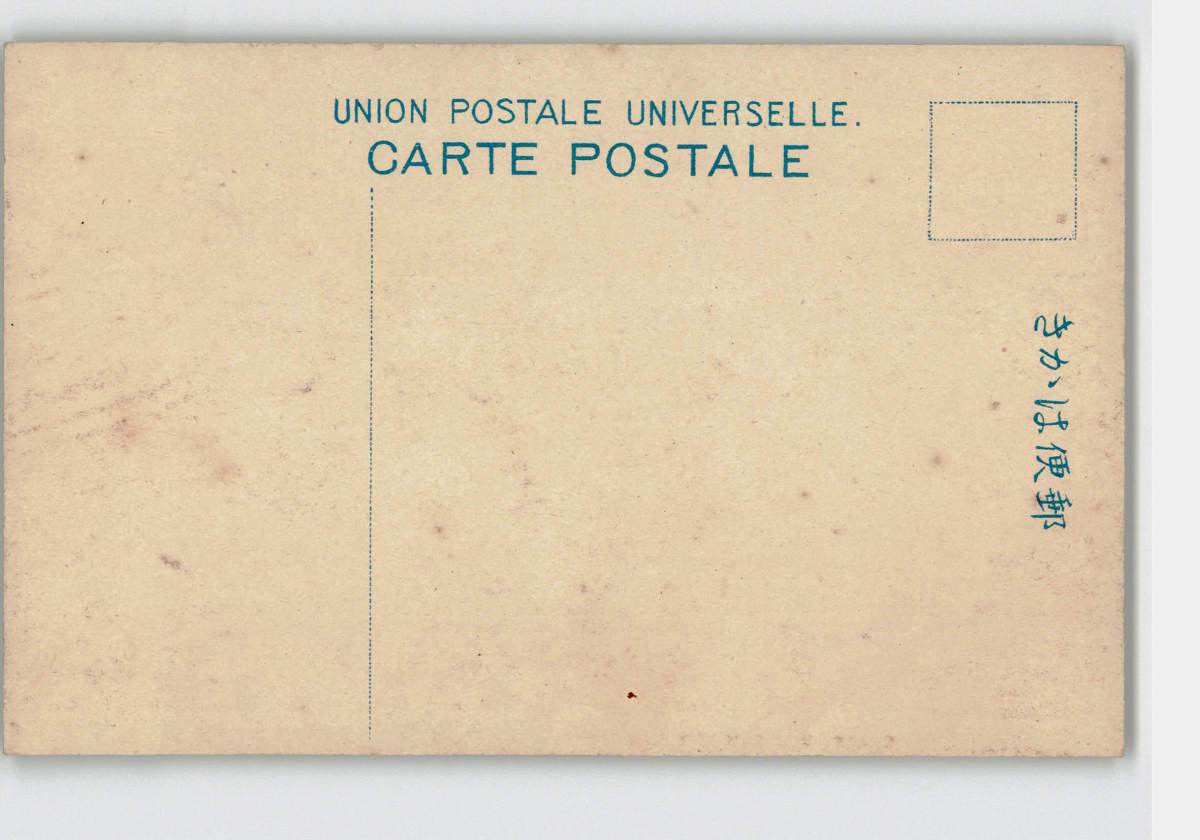 UNION POSTALE UNIVERSELLE.
CARTE POSTALE
郵便はかき